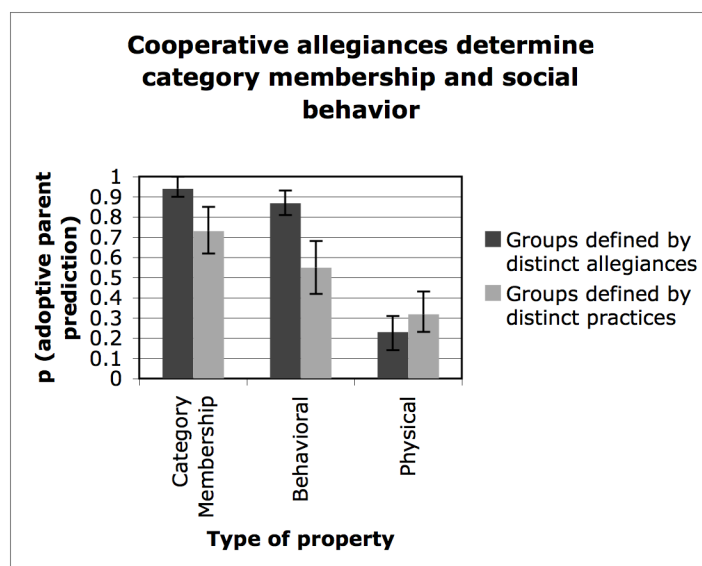 Cooperative allegiances determine
category membership and social
behavior
p (adoptive parent
prediction)
1
0.9
0.8
0.7
0.6
0.5
0.4
0.3
0.2
0.1
0
Category
Membership
Behavioral
Physical
Type of property
Groups defined by
distinct allegiances
Groups defined by
distinct practices